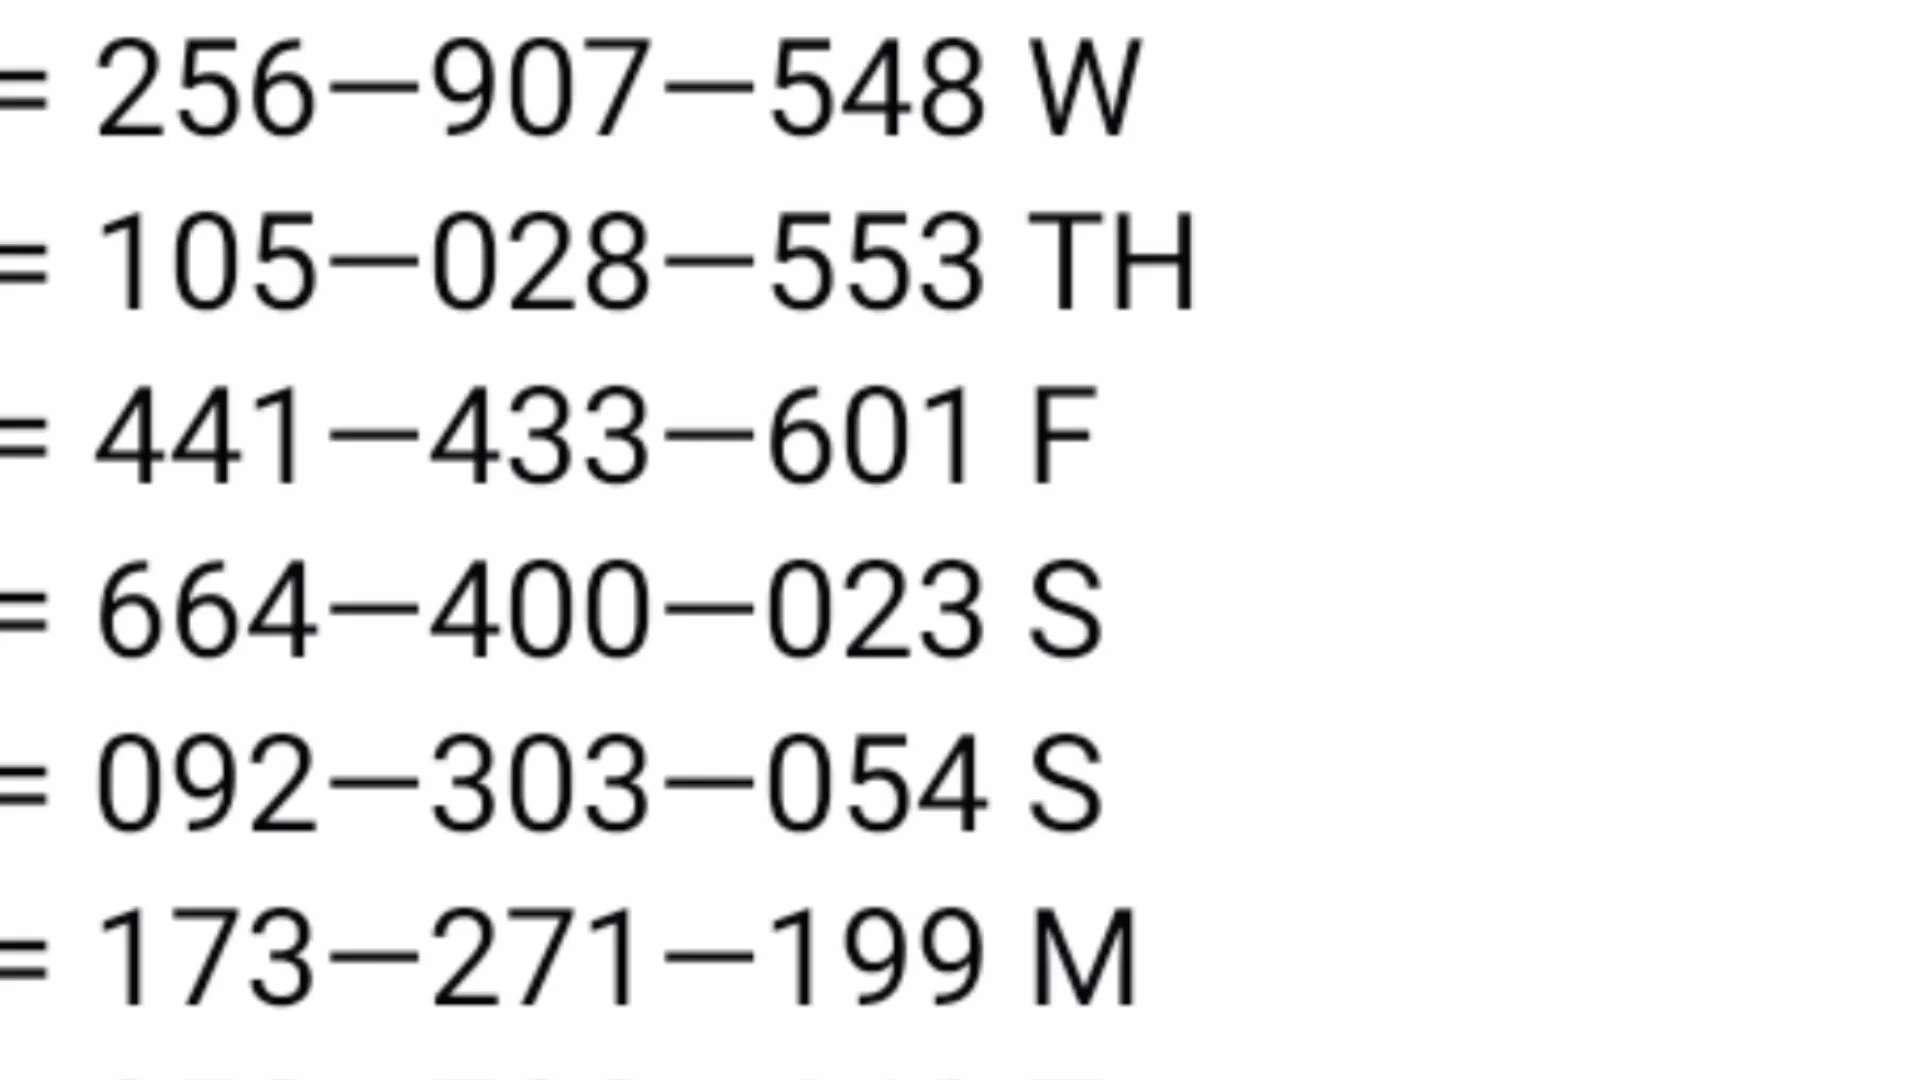 = 256—907—548 W
= 105—028—553 TH
= 441—433—601 F
= 664—400—023 S
= 092—303—054 S
= 173—271—199 M